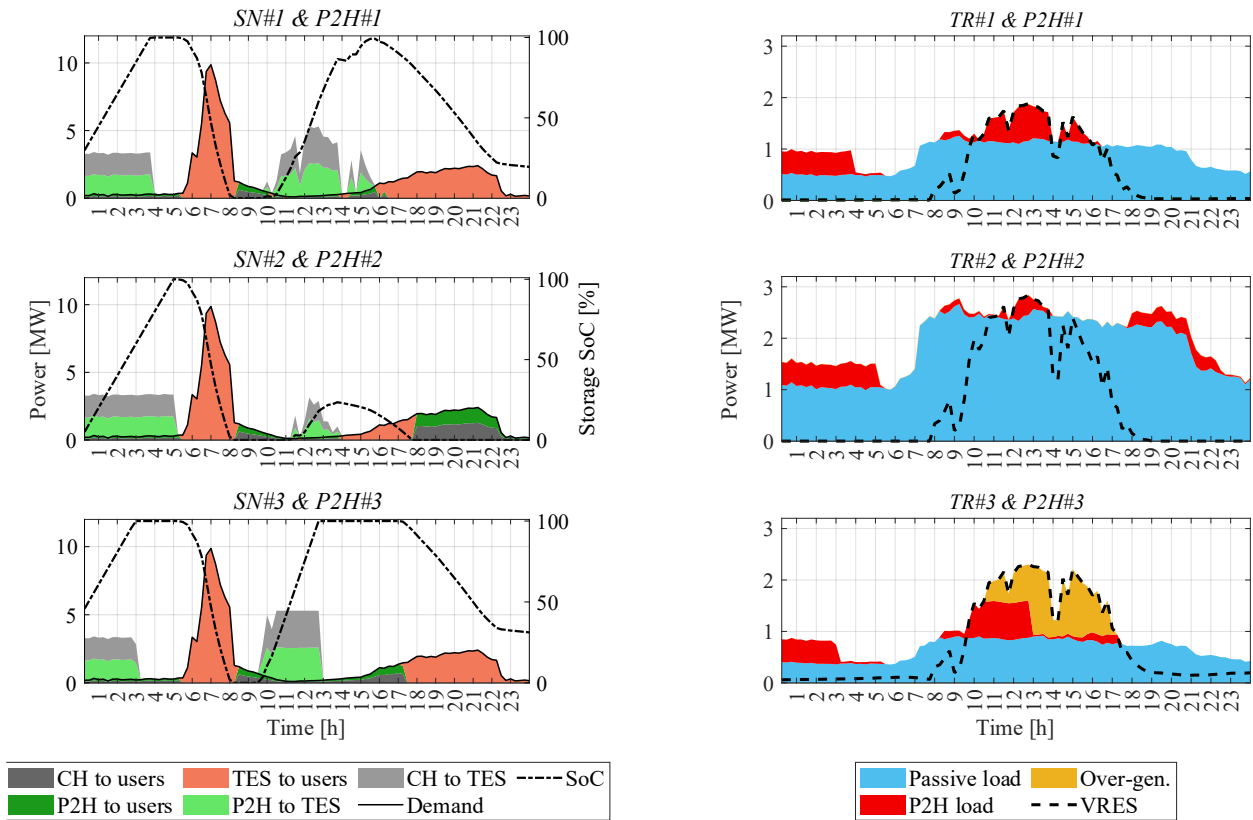 SN#1 & P2H#1
10
5
0
100
50
0
1 2 3 4 5 6 7 8 9 10 11 12 13 14 15 16 17 18 19 20 21 22 23
TR#1 & P2H#1
3
2
1
0
1 2 3 4 5 6 7 8 9 10 11 12 13 14 15 16 17 18 19 20 21 22 23
SN#2 & P2H#2
Power [MW]
10
5
0
100
50
0
Storage SoC [%]
1 2 3 4 5 6 7 8 9 10 11 12 13 14 15 16 17 18 19 20 21 22 23
TR#2 & P2H#2
Power [MW]
3
2
1
0
1 2 3 4 5 6 7 8 9 10 11 12 13 14 15 16 17 18 19 20 21 22 23
SN#3 & P2H#3
10
5
0
100
50
0
1 2 3 4 5 6 7 8 9 10 11 12 13 14 15 16 17 18 19 20 21 22 23
Time [h]
TR#3 & P2H#3
3
2
1
0
1 2 3 4 5 6 7 8 9 10 11 12 13 14 15 16 17 18 19 20 21 22 23
Time [h]
CH to users TES to users CH to TES SoC
P2H to users P2H to TES Demand
Passive load Over-gen.
P2H load VRES